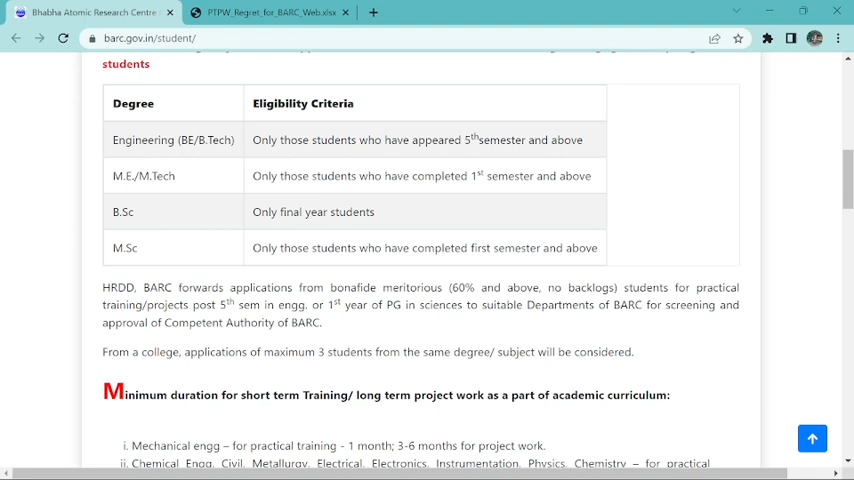 Bhabha Atomic Research Centre
PTPW_Regret_for_BARC_Web.xlsx
barc.gov.in/student/
students
Degree Eligibility Criteria
Engineering (BE/B.Tech) Only those students who have appeared 5th semester and above
M.E./M.Tech Only those students who have completed 1st semester and above
B.Sc Only final year students
M.Sc Only those students who have completed first semester and above
HRDD, BARC forwards applications from bonafide meritorious (60% and above, no backlogs) students for practical
training/projects post 5th sem in engg. or 1st year of PG in sciences to suitable Departments of BARC for screening and
approval of Competent Authority of BARC.
From a college, applications of maximum 3 students from the same degree/ subject will be considered.
Minimum duration for short term Training/ long term project work as a part of academic curriculum:
i. Mechanical engg – for practical training - 1 month; 3-6 months for project work.
ii. Chemical Engg, Civil, Metallurgy, Electrical, Electronics, Instrumentation, Physics, Chemistry – for practical